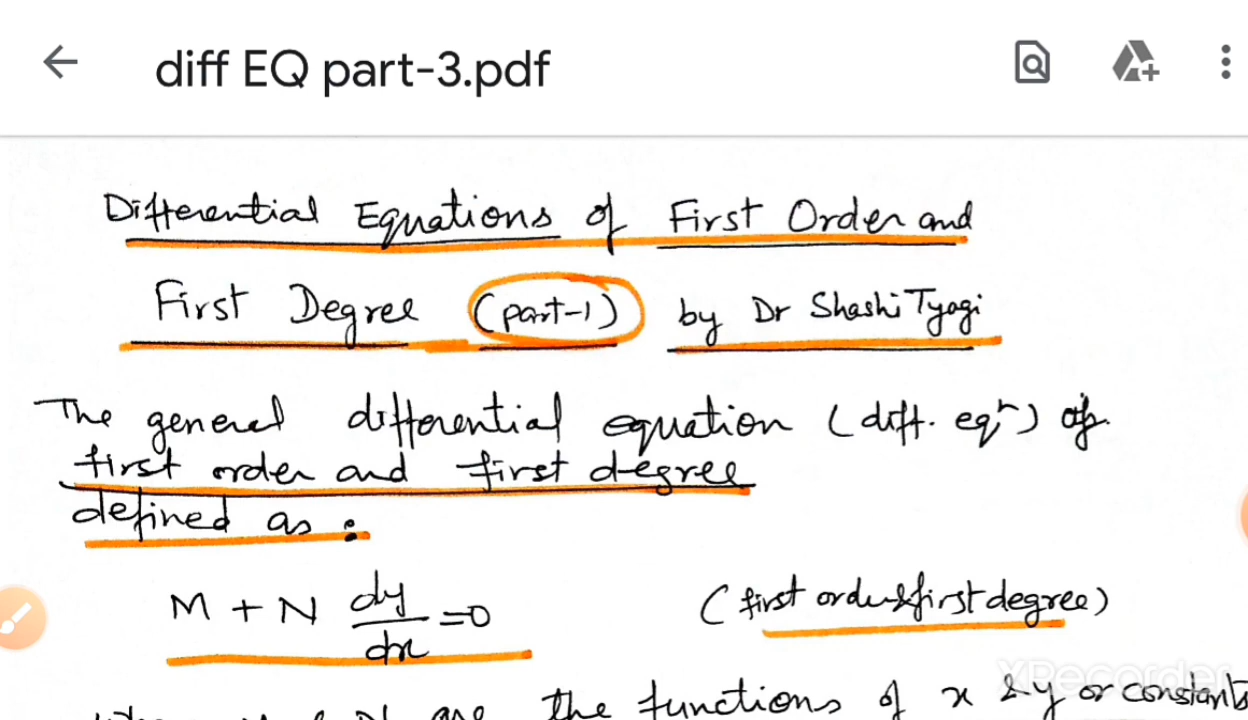 diff EQ part-3.pdf
Differential Equations of First Order and
First Degree (part-1) by Dr Shashi Tyagi
The general differential equation (diff. eqⁿ) of
first order and first degree
defined as :
M + N dy/dx = 0 (first order & first degree)
are the functions of x & y or constants
XRecorder